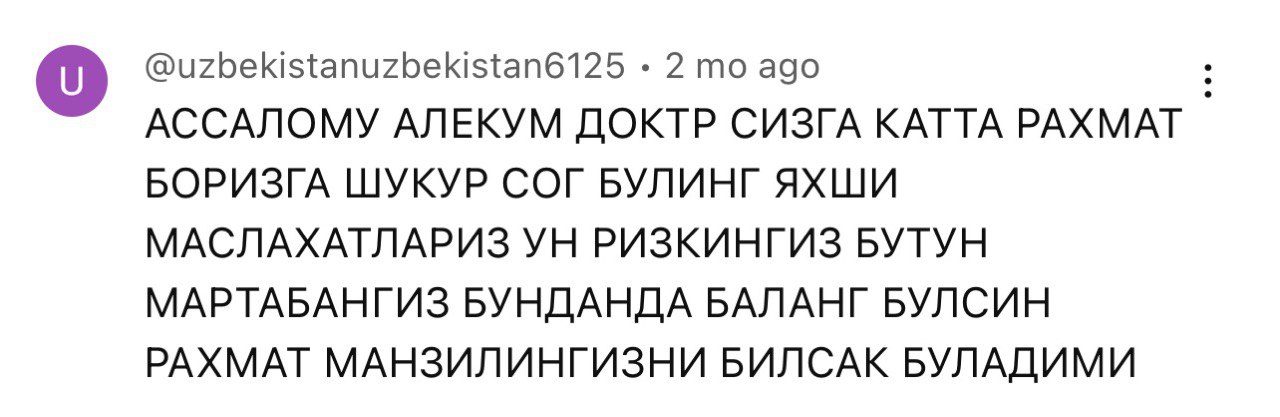 U
@uzbekistanuzbekistan6125 • 2 mo ago
АССАЛОМУ АЛЕКУМ ДОКТР СИЗГА КАТТА РАХМАТ
БОРИЗГА ШУКУР СОГ БУЛИНГ ЯХШИ
МАСЛАХАТЛАРИЗ УН РИЗКИНГИЗ БУТУН
МАРТАБАНГИЗ БУНДАНДА БАЛАНГ БУЛСИН
РАХМАТ МАНЗИЛИНГИЗНИ БИЛСАК БУЛАДИМИ